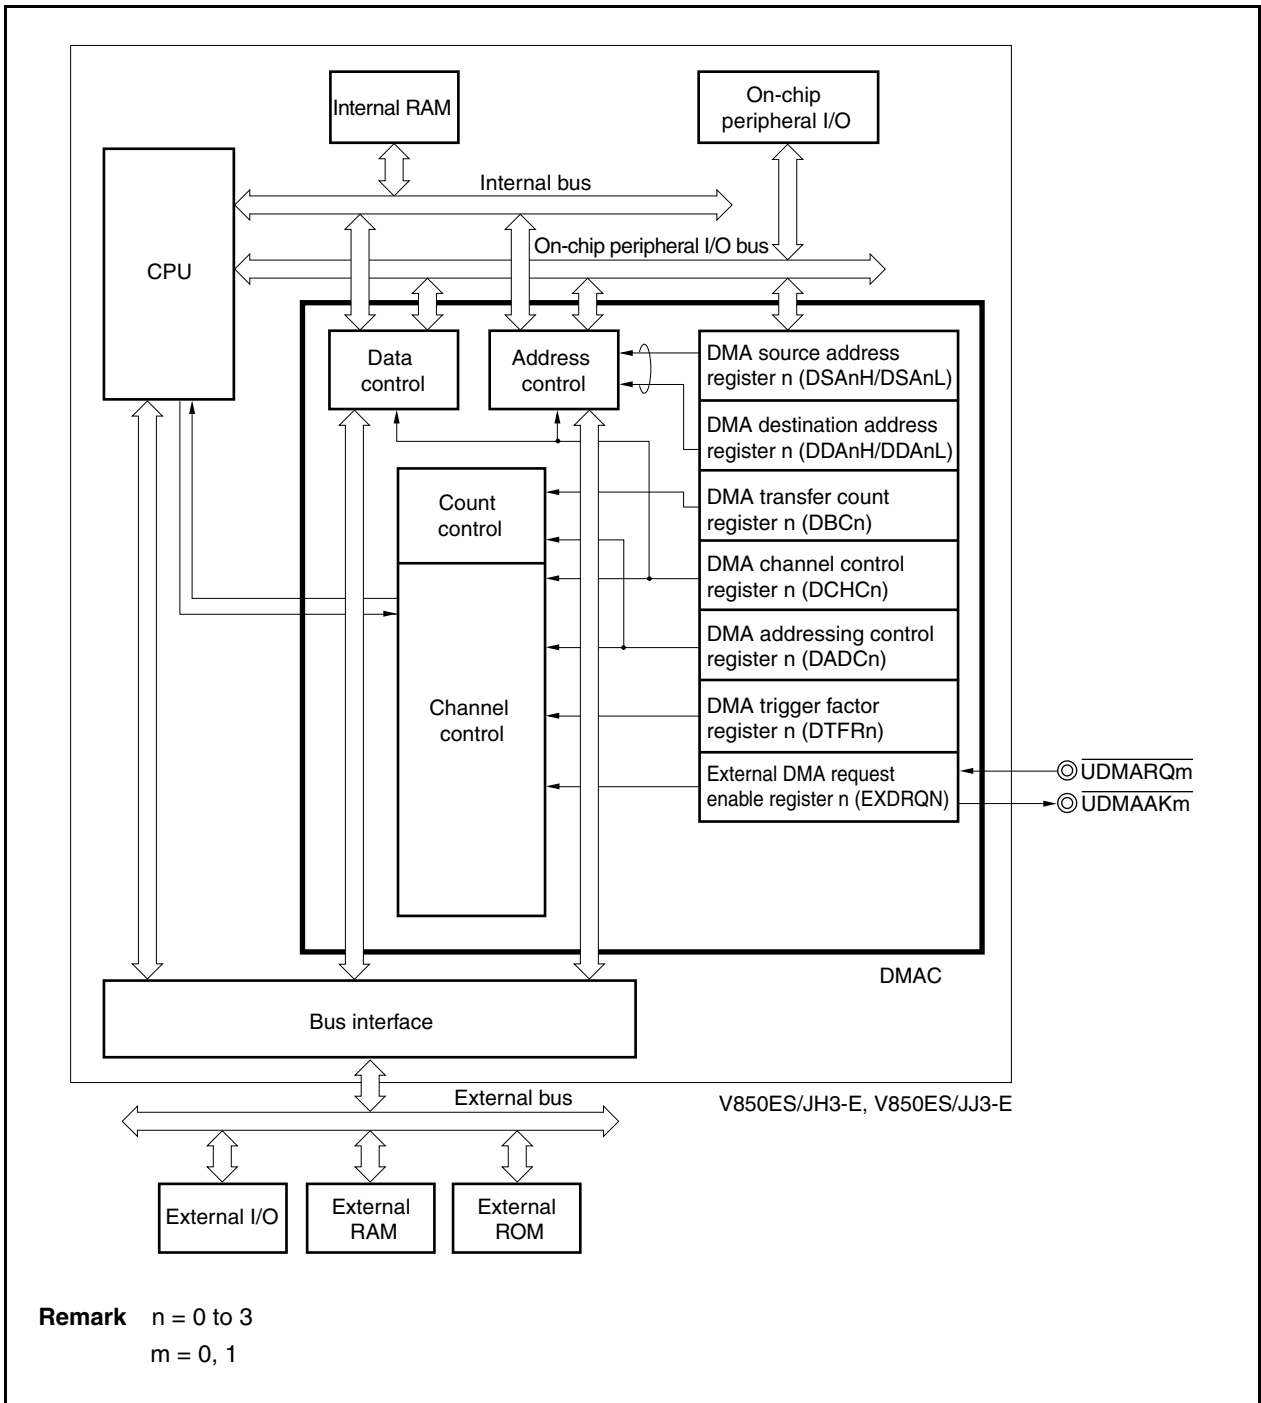 Internal RAM
On-chip
peripheral I/O
Internal bus
On-chip peripheral I/O bus
CPU
Data
control
Address
control
DMA source address
register n (DSAnH/DSAnL)
DMA destination address
register n (DDAnH/DDAnL)
Count
control
DMA transfer count
register n (DBCn)
DMA channel control
register n (DCHCn)
DMA addressing control
register n (DADCn)
Channel
control
DMA trigger factor
register n (DTFRn)
External DMA request
enable register n (EXDRQN)
UDMARQm
UDMAAKm
DMAC
Bus interface
External bus
V850ES/JH3-E, V850ES/JJ3-E
External I/O
External
RAM
External
ROM
Remark n = 0 to 3
m = 0, 1